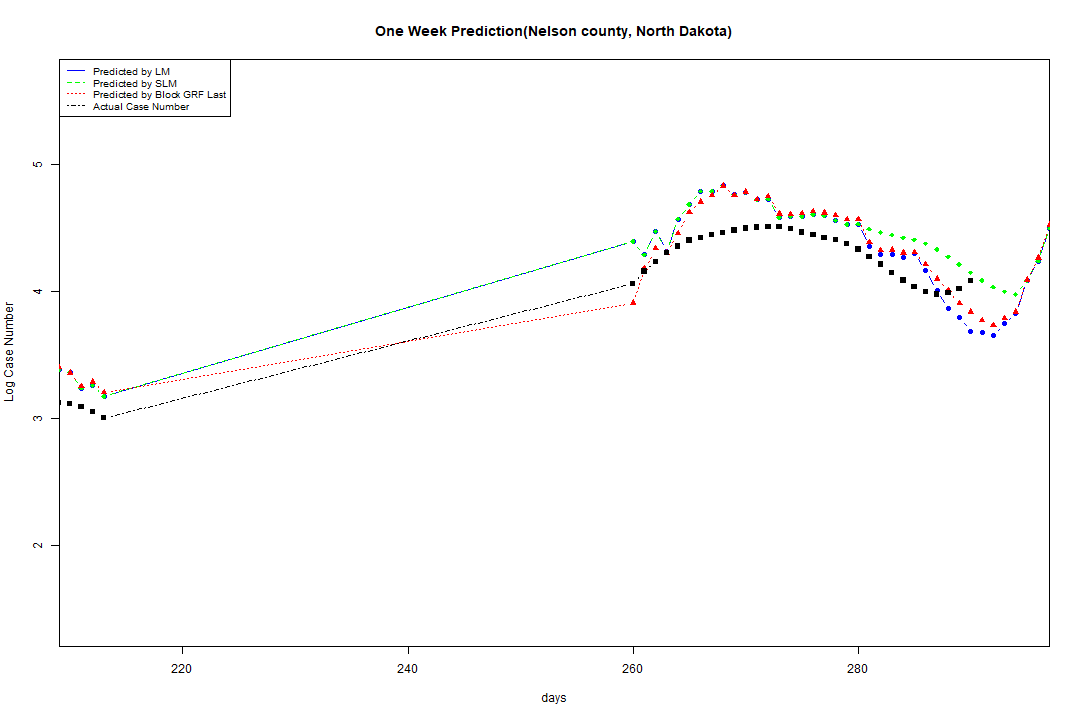 One Week Prediction(Nelson county, North Dakota)
Predicted by LM
Predicted by SLM
Predicted by Block GRF Last
Actual Case Number
5
4
3
2
Log Case Number
220 240 260 280
days